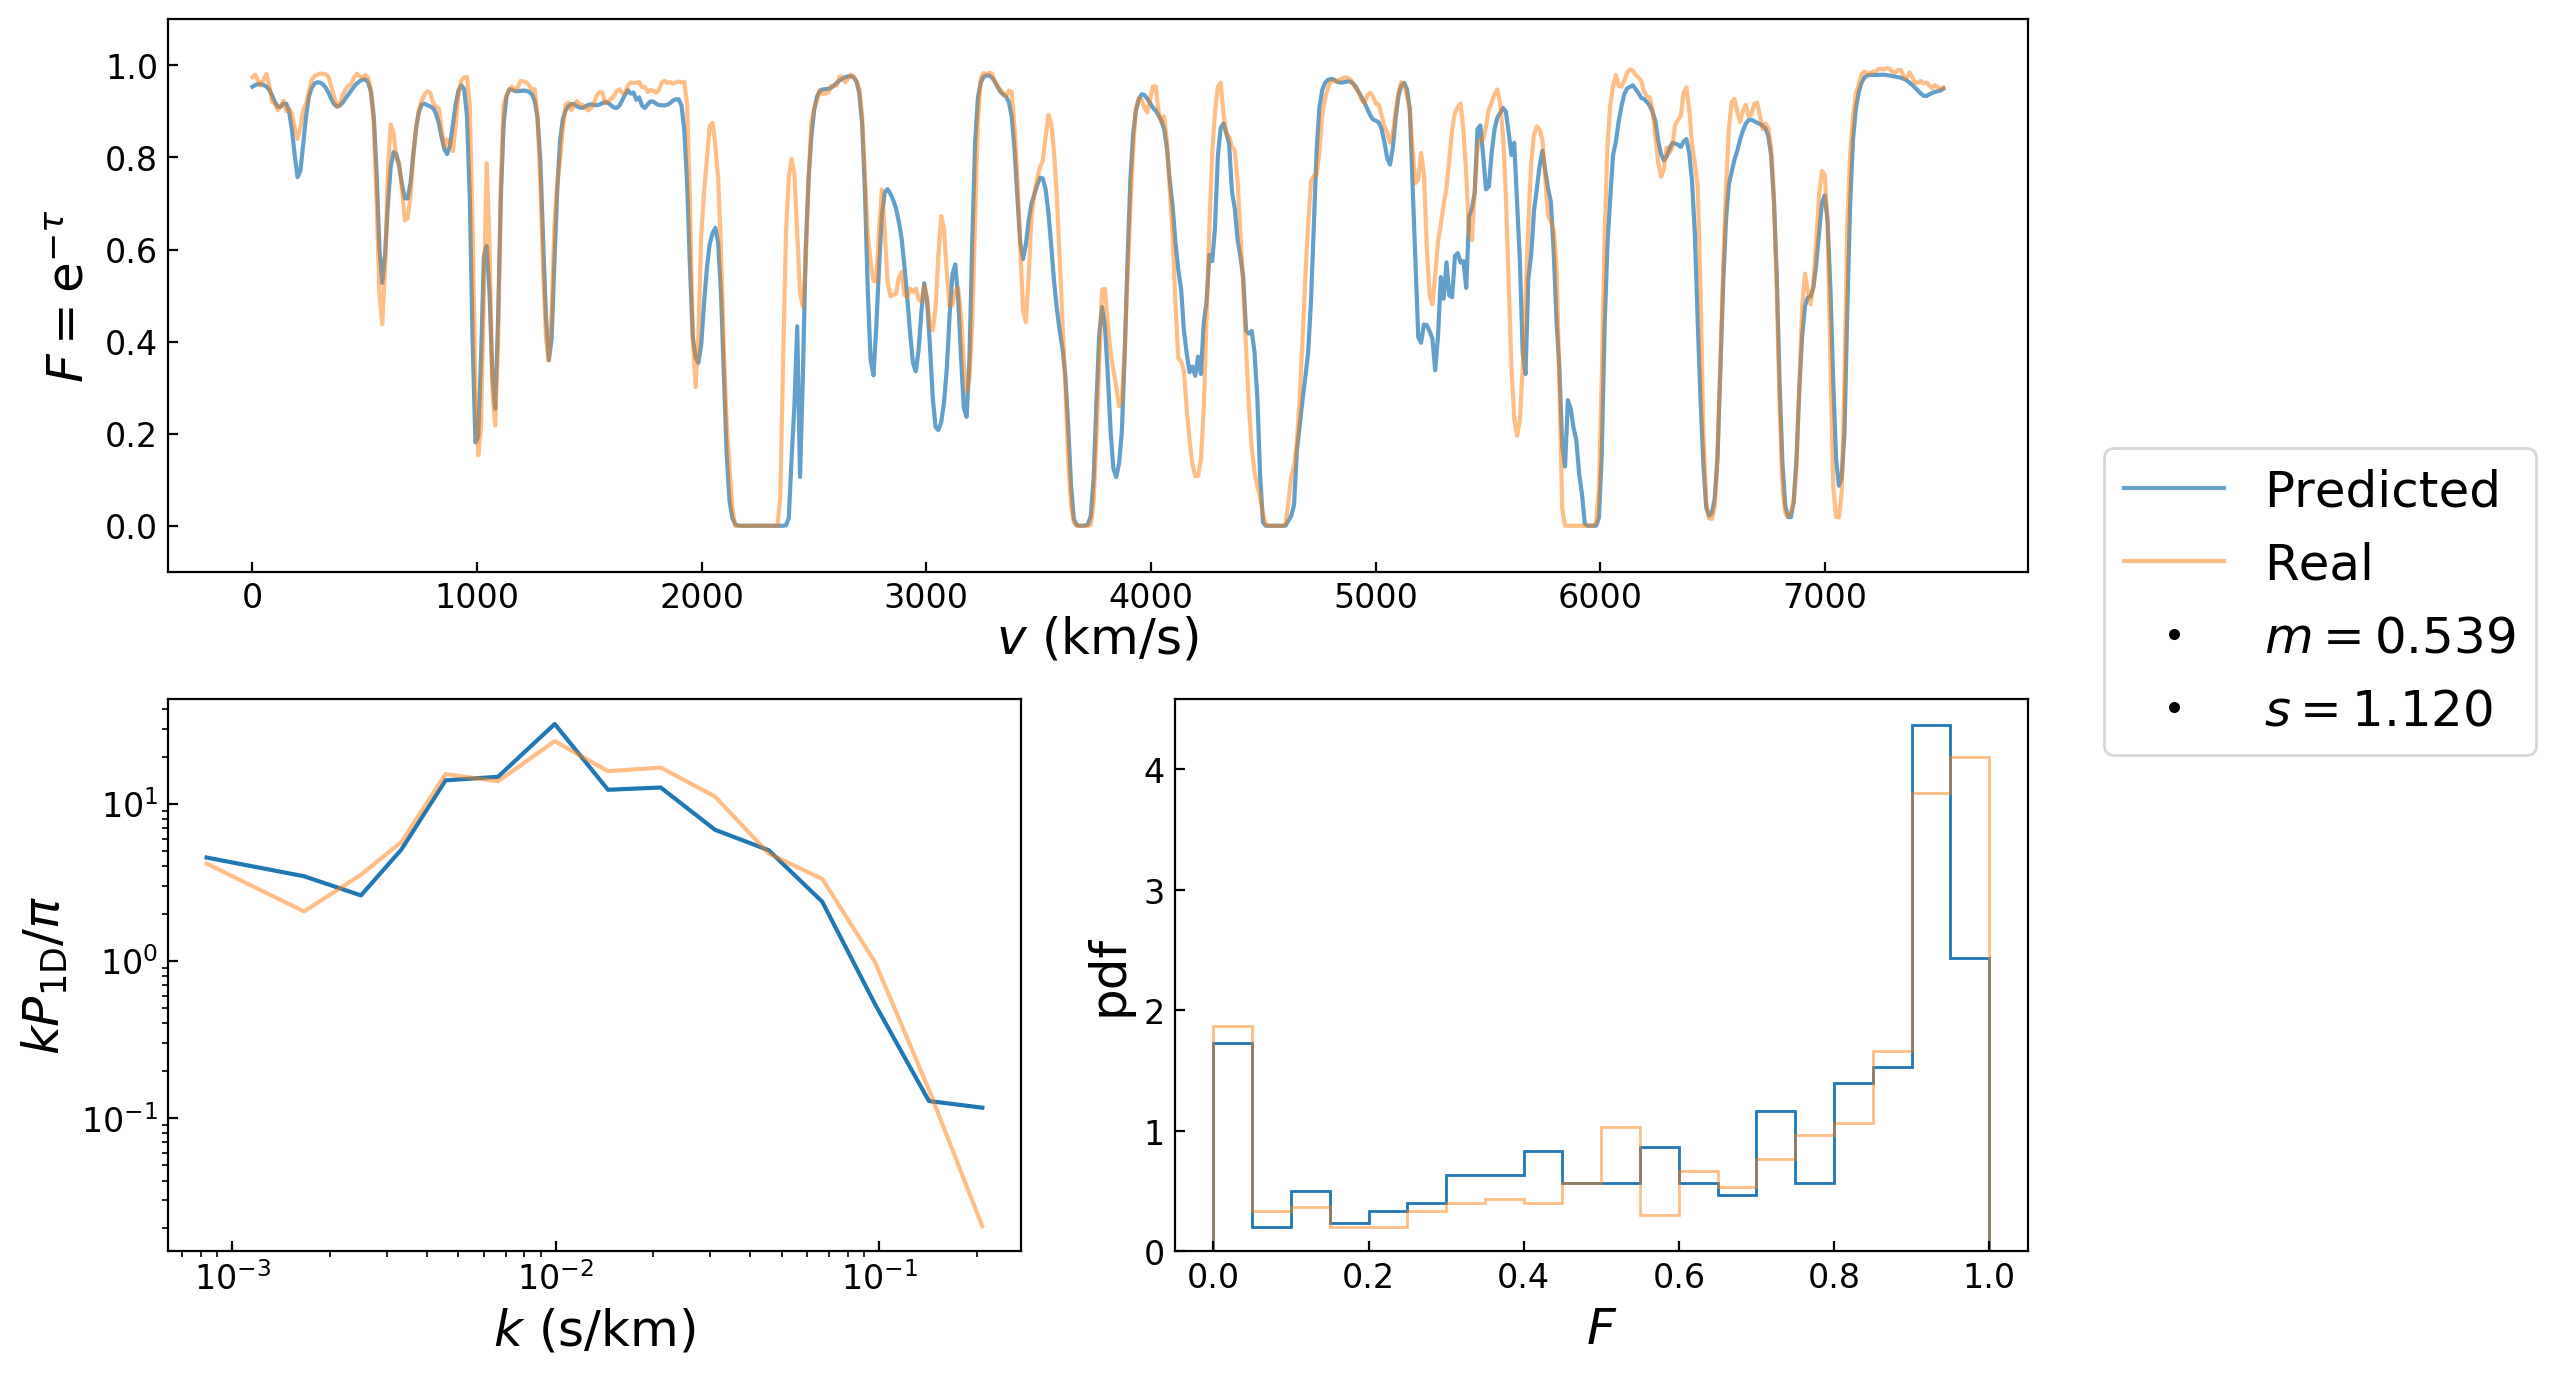 1.0
0.8
0.6
0.4
0.2
0.0
F = e^{−τ}
0 1000 2000 3000 4000 5000 6000 7000
v (km/s)
Predicted
Real
m = 0.539
s = 1.120
10^1
10^0
10^{−1}
kP_{1D}/π
10^{−3} 10^{−2} 10^{−1}
k (s/km)
4
3
2
1
0
pdf
0.0 0.2 0.4 0.6 0.8 1.0
F